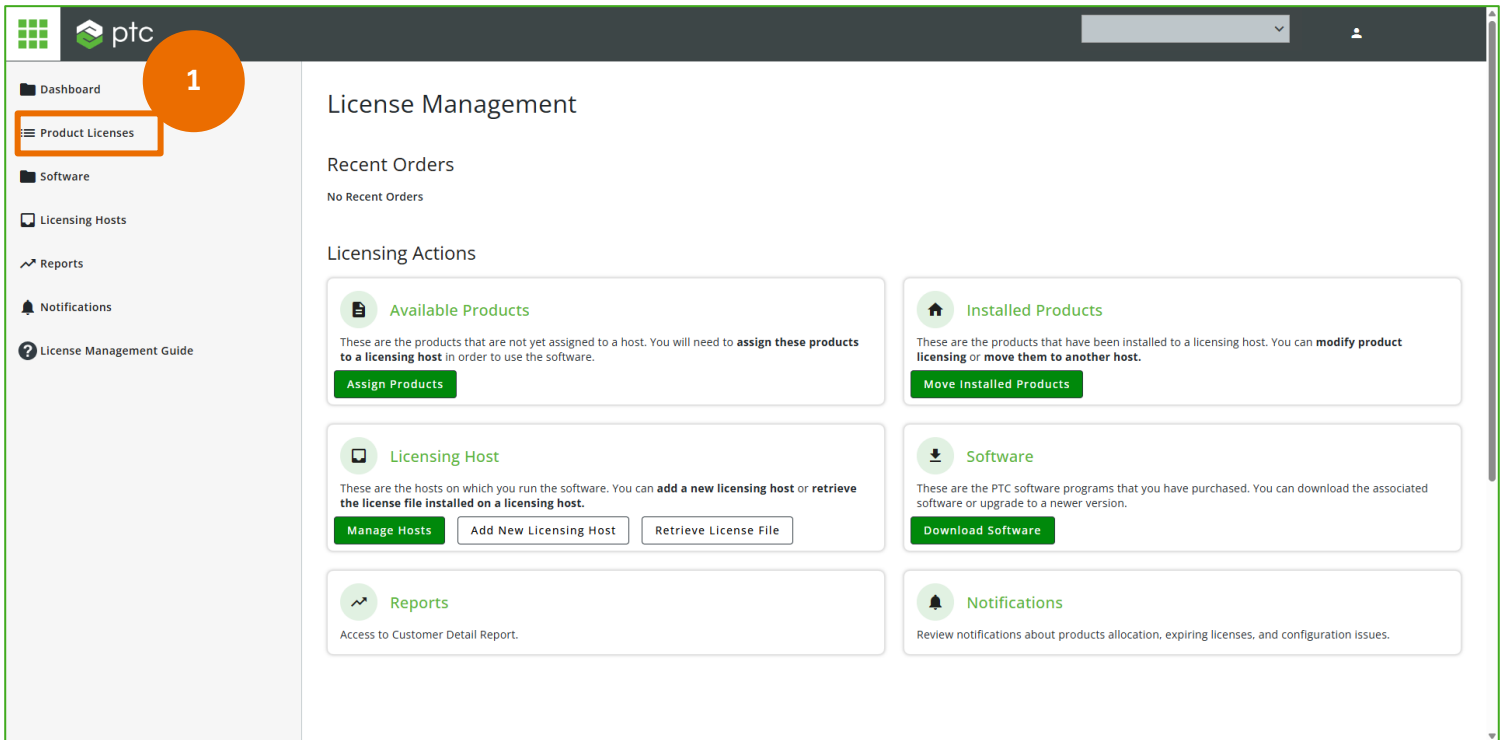 ptc
1
Dashboard
Product Licenses
Software
Licensing Hosts
Reports
Notifications
License Management Guide
License Management
Recent Orders
No Recent Orders
Licensing Actions
Available Products
These are the products that are not yet assigned to a host. You will need to assign these products
to a licensing host in order to use the software.
Assign Products
Installed Products
These are the products that have been installed to a licensing host. You can modify product
licensing or move them to another host.
Move Installed Products
Licensing Host
These are the hosts on which you run the software. You can add a new licensing host or retrieve
the license file installed on a licensing host.
Manage Hosts Add New Licensing Host Retrieve License File
Software
These are the PTC software programs that you have purchased. You can download the associated
software or upgrade to a newer version.
Download Software
Reports
Access to Customer Detail Report.
Notifications
Review notifications about products allocation, expiring licenses, and configuration issues.